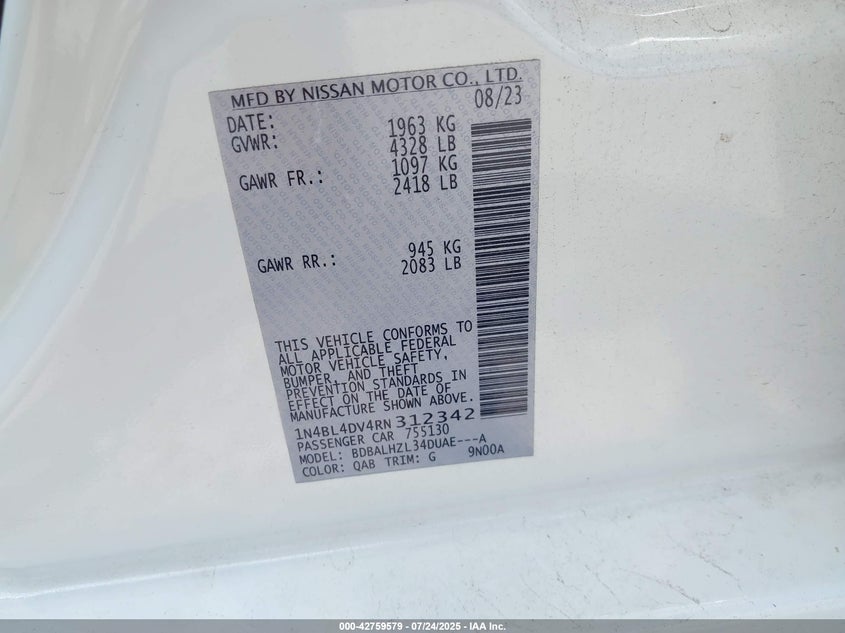 MFD BY NISSAN MOTOR CO., LTD.
DATE: 08/23
GVWR: 1963 KG
4328 LB
GAWR FR.: 1097 KG
2418 LB
GAWR RR.: 945 KG
2083 LB
THIS VEHICLE CONFORMS TO
ALL APPLICABLE FEDERAL
MOTOR VEHICLE SAFETY,
BUMPER, AND THEFT
PREVENTION STANDARDS IN
EFFECT ON THE DATE OF
MANUFACTURE SHOWN ABOVE.
1N4BL4DV4RN312342
PASSENGER CAR 755130
MODEL: BDBALHZL34DUAE---A
COLOR: QAB TRIM: G 9N00A
000-42759579 - 07/24/2025 - IAA Inc.